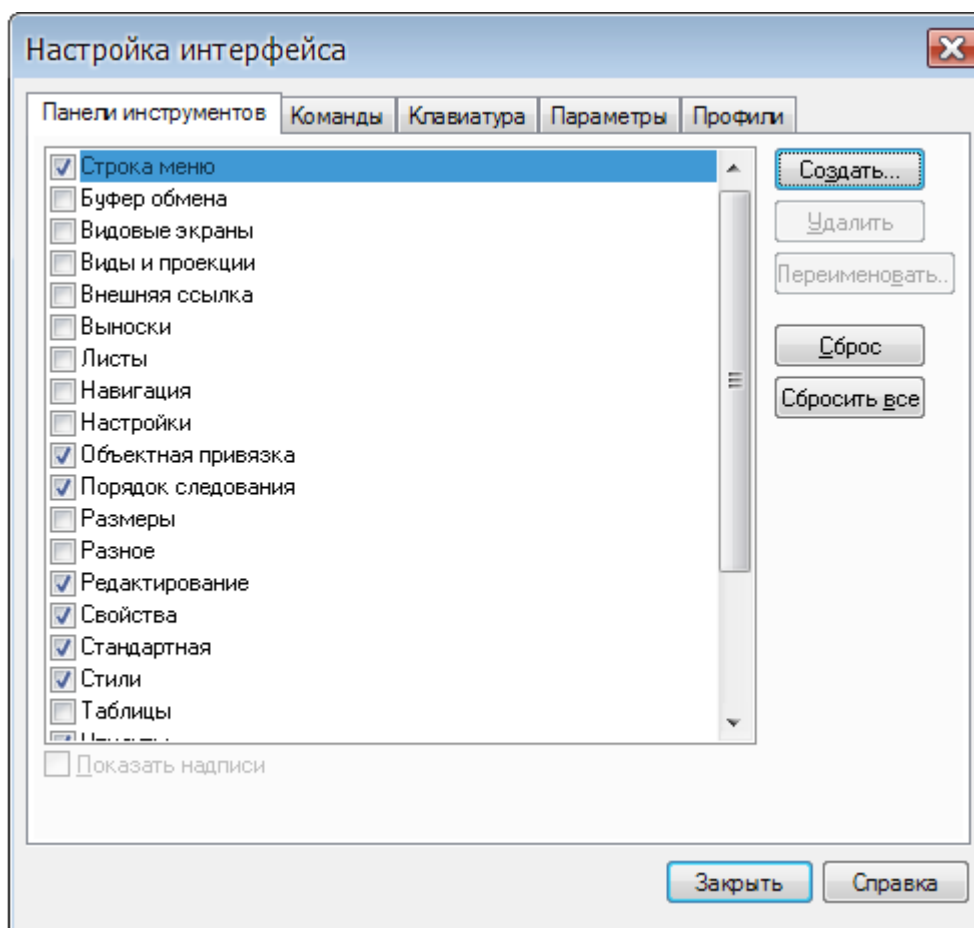 Настройка интерфейса
Панели инструментов Команды Клавиатура Параметры Профили
Строка меню
Буфер обмена
Видовые экраны
Виды и проекции
Внешняя ссылка
Выноски
Листы
Навигация
Настройки
Объектная привязка
Порядок следования
Размеры
Разное
Редактирование
Свойства
Стандартная
Стили
Таблицы
Показать надписи
Создать...
Удалить
Переименовать..
Сброс
Сбросить все
Закрыть Справка